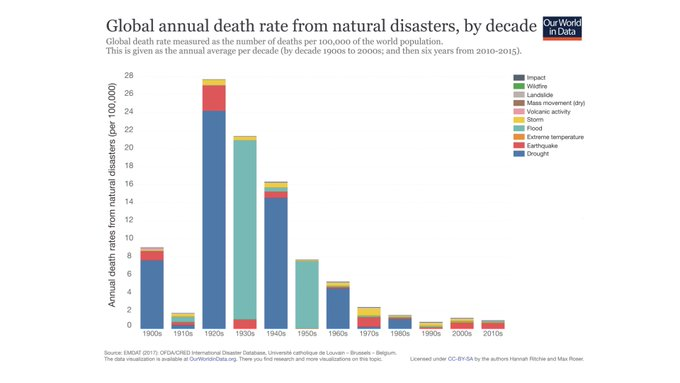 Global annual death rate from natural disasters, by decade
Our World
in Data
Global death rate measured as the number of deaths per 100,000 of the world population.
This is given as the annual average per decade (by decade 1900s to 2000s; and then six years from 2010-2015).
Annual death rates from natural disasters (per 100,000)
28
26
24
22
20
18
16
14
12
10
8
6
4
2
0
1900s 1910s 1920s 1930s 1940s 1950s 1960s 1970s 1980s 1990s 2000s 2010s
Impact
Wildfire
Landslide
Mass movement (dry)
Volcanic activity
Storm
Flood
Extreme temperature
Earthquake
Drought
Source: EMDAT (2017): OFDA/CRED International Disaster Database, Université catholique de Louvain – Brussels – Belgium.
The data visualization is available at OurWorldinData.org. There you find research and more visualizations on this topic.
Licensed under CC-BY-SA by the authors Hannah Ritchie and Max Roser.